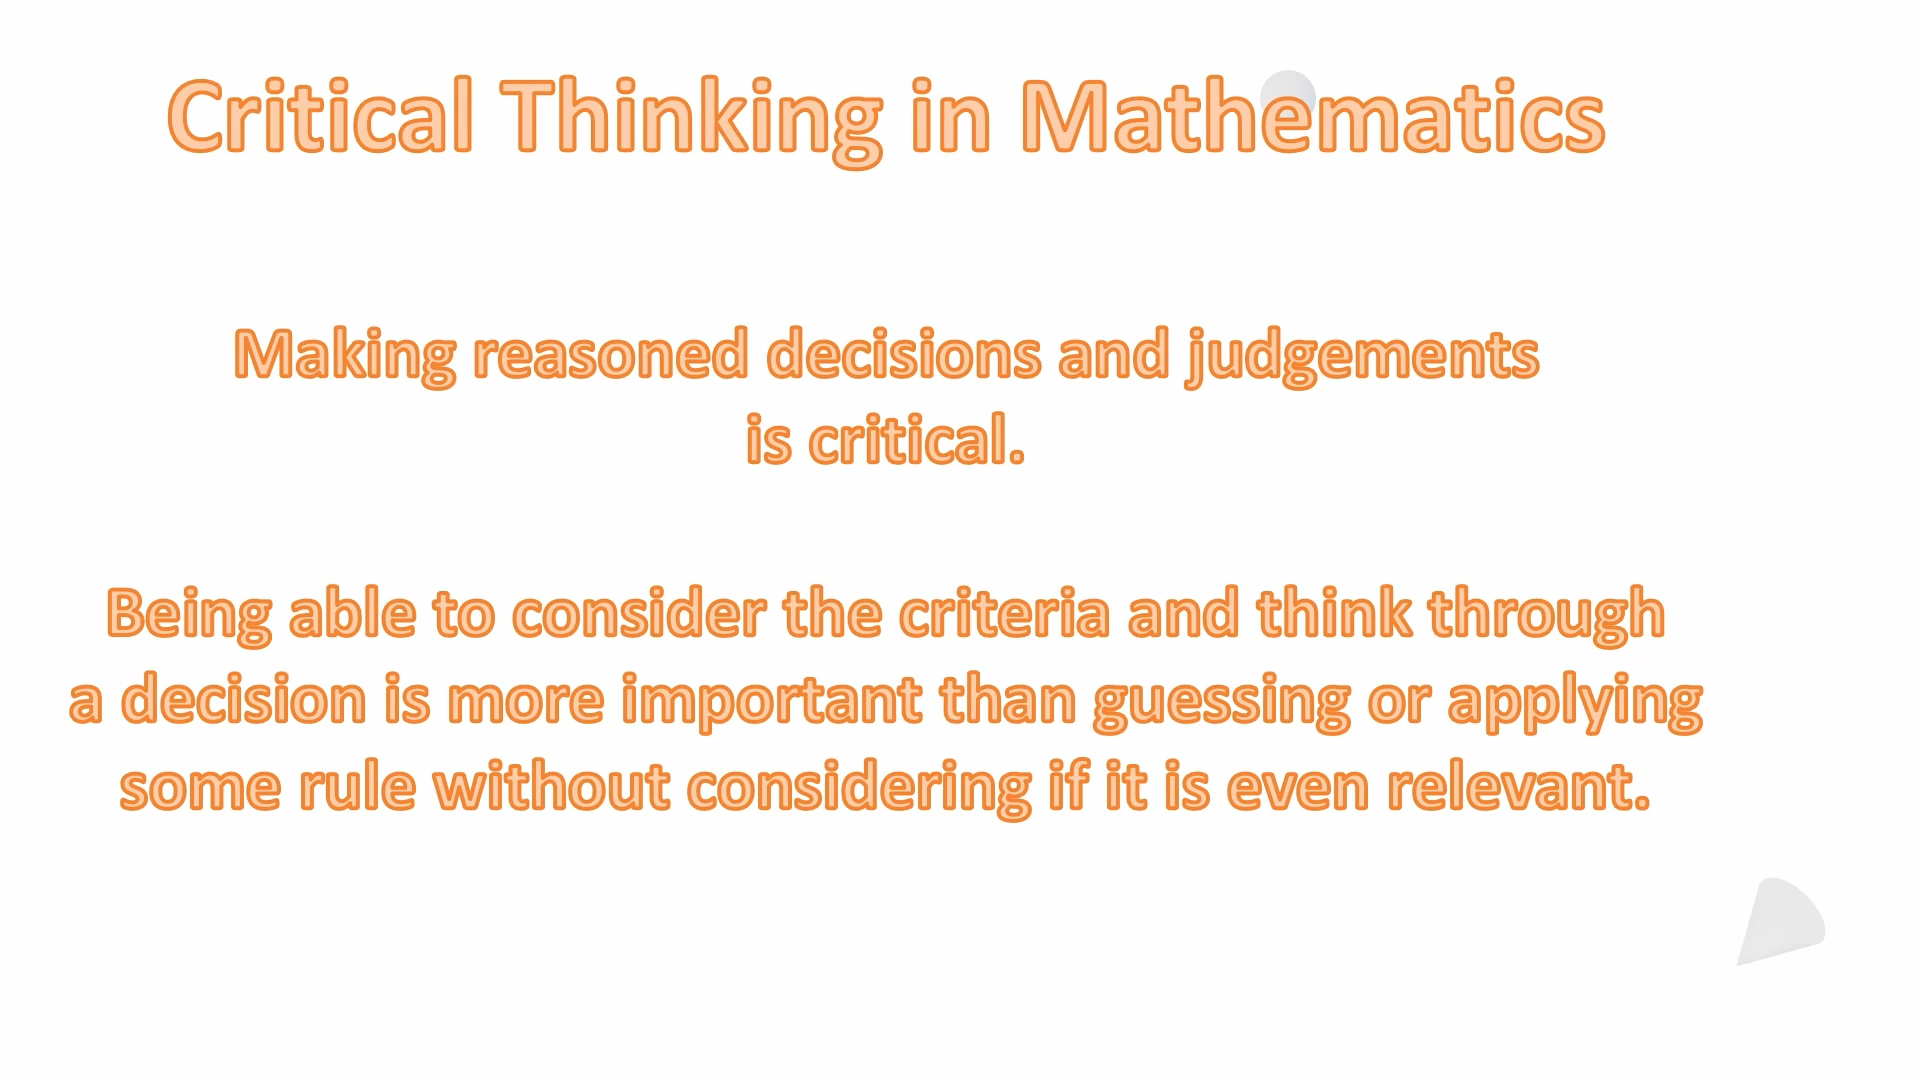 Critical Thinking in Mathematics
Making reasoned decisions and judgements
is critical.
Being able to consider the criteria and think through
a decision is more important than guessing or applying
some rule without considering if it is even relevant.